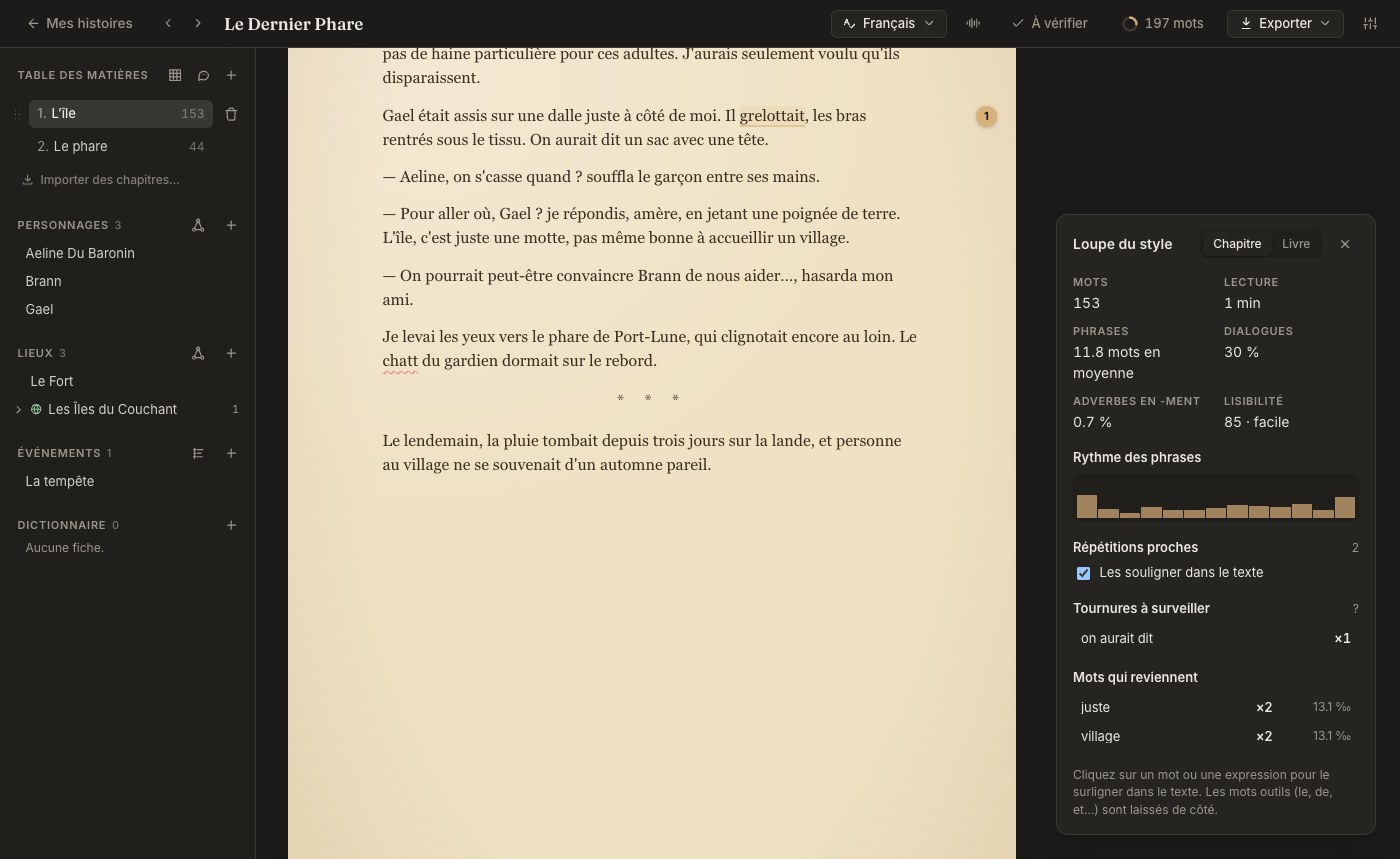 Mes histoires
Le Dernier Phare
Français
À vérifier
197 mots
Exporter
TABLE DES MATIÈRES
1. L'île 153
2. Le phare 44
Importer des chapitres...
PERSONNAGES 3
Aeline Du Baronin
Brann
Gael
LIEUX 3
Le Fort
Les Îles du Couchant 1
ÉVÉNEMENTS 1
La tempête
DICTIONNAIRE 0
Aucune fiche.
pas de haine particulière pour ces adultes. J'aurais seulement voulu qu'ils
disparaissent.
Gael était assis sur une dalle juste à côté de moi. Il grelottait, les bras
1
rentrés sous le tissu. On aurait dit un sac avec une tête.
— Aeline, on s'casse quand ? souffla le garçon entre ses mains.
— Pour aller où, Gael ? je répondis, amère, en jetant une poignée de terre.
L'île, c'est juste une motte, pas même bonne à accueillir un village.
— On pourrait peut-être convaincre Brann de nous aider..., hasarda mon
ami.
Je levai les yeux vers le phare de Port-Lune, qui clignotait encore au loin. Le
chatt du gardien dormait sur le rebord.
* * *
Le lendemain, la pluie tombait depuis trois jours sur la lande, et personne
au village ne se souvenait d'un automne pareil.
Loupe du style
Chapitre Livre
MOTS LECTURE
153 1 min
PHRASES DIALOGUES
11.8 mots en 30 %
moyenne
ADVERBES EN -MENT LISIBILITÉ
0.7 % 85 · facile
Rythme des phrases
Répétitions proches 2
Les souligner dans le texte
Tournures à surveiller ?
on aurait dit ×1
Mots qui reviennent
juste ×2 13.1 ‰
village ×2 13.1 ‰
Cliquez sur un mot ou une expression pour le
surligner dans le texte. Les mots outils (le, de,
et...) sont laissés de côté.